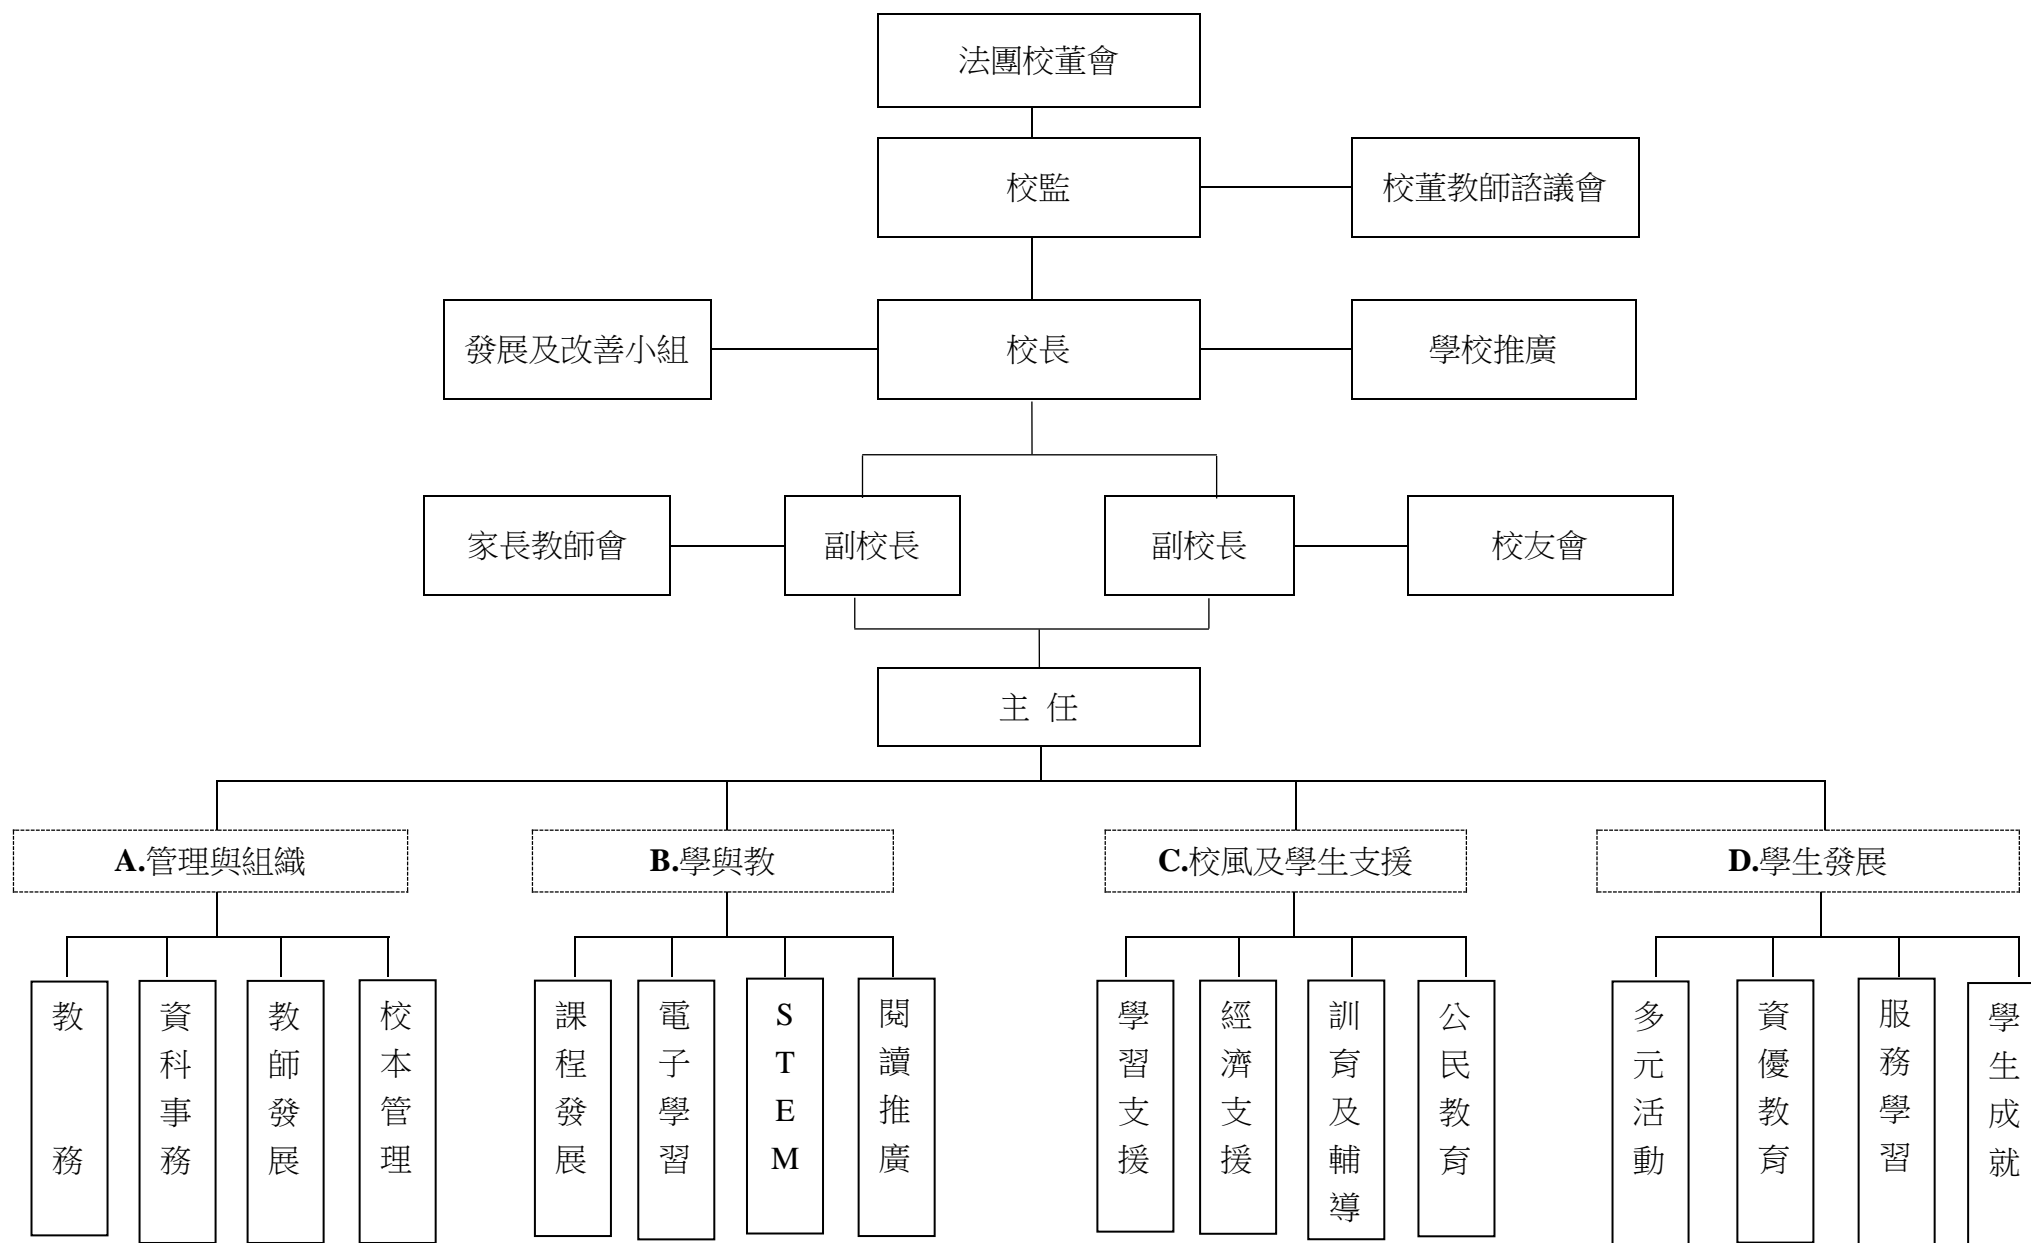 法團校董會
校監
校董教師諮議會
發展及改善小組
校長
學校推廣
家長教師會
副校長
副校長
校友會
主 任
A.管理與組織
B.學與教
C.校風及學生支援
D.學生發展
教務
資科事務
教師發展
校本管理
課程發展
電子學習
STEM
閱讀推廣
學習支援
經濟支援
訓育及輔導
公民教育
多元活動
資優教育
服務學習
學生成就